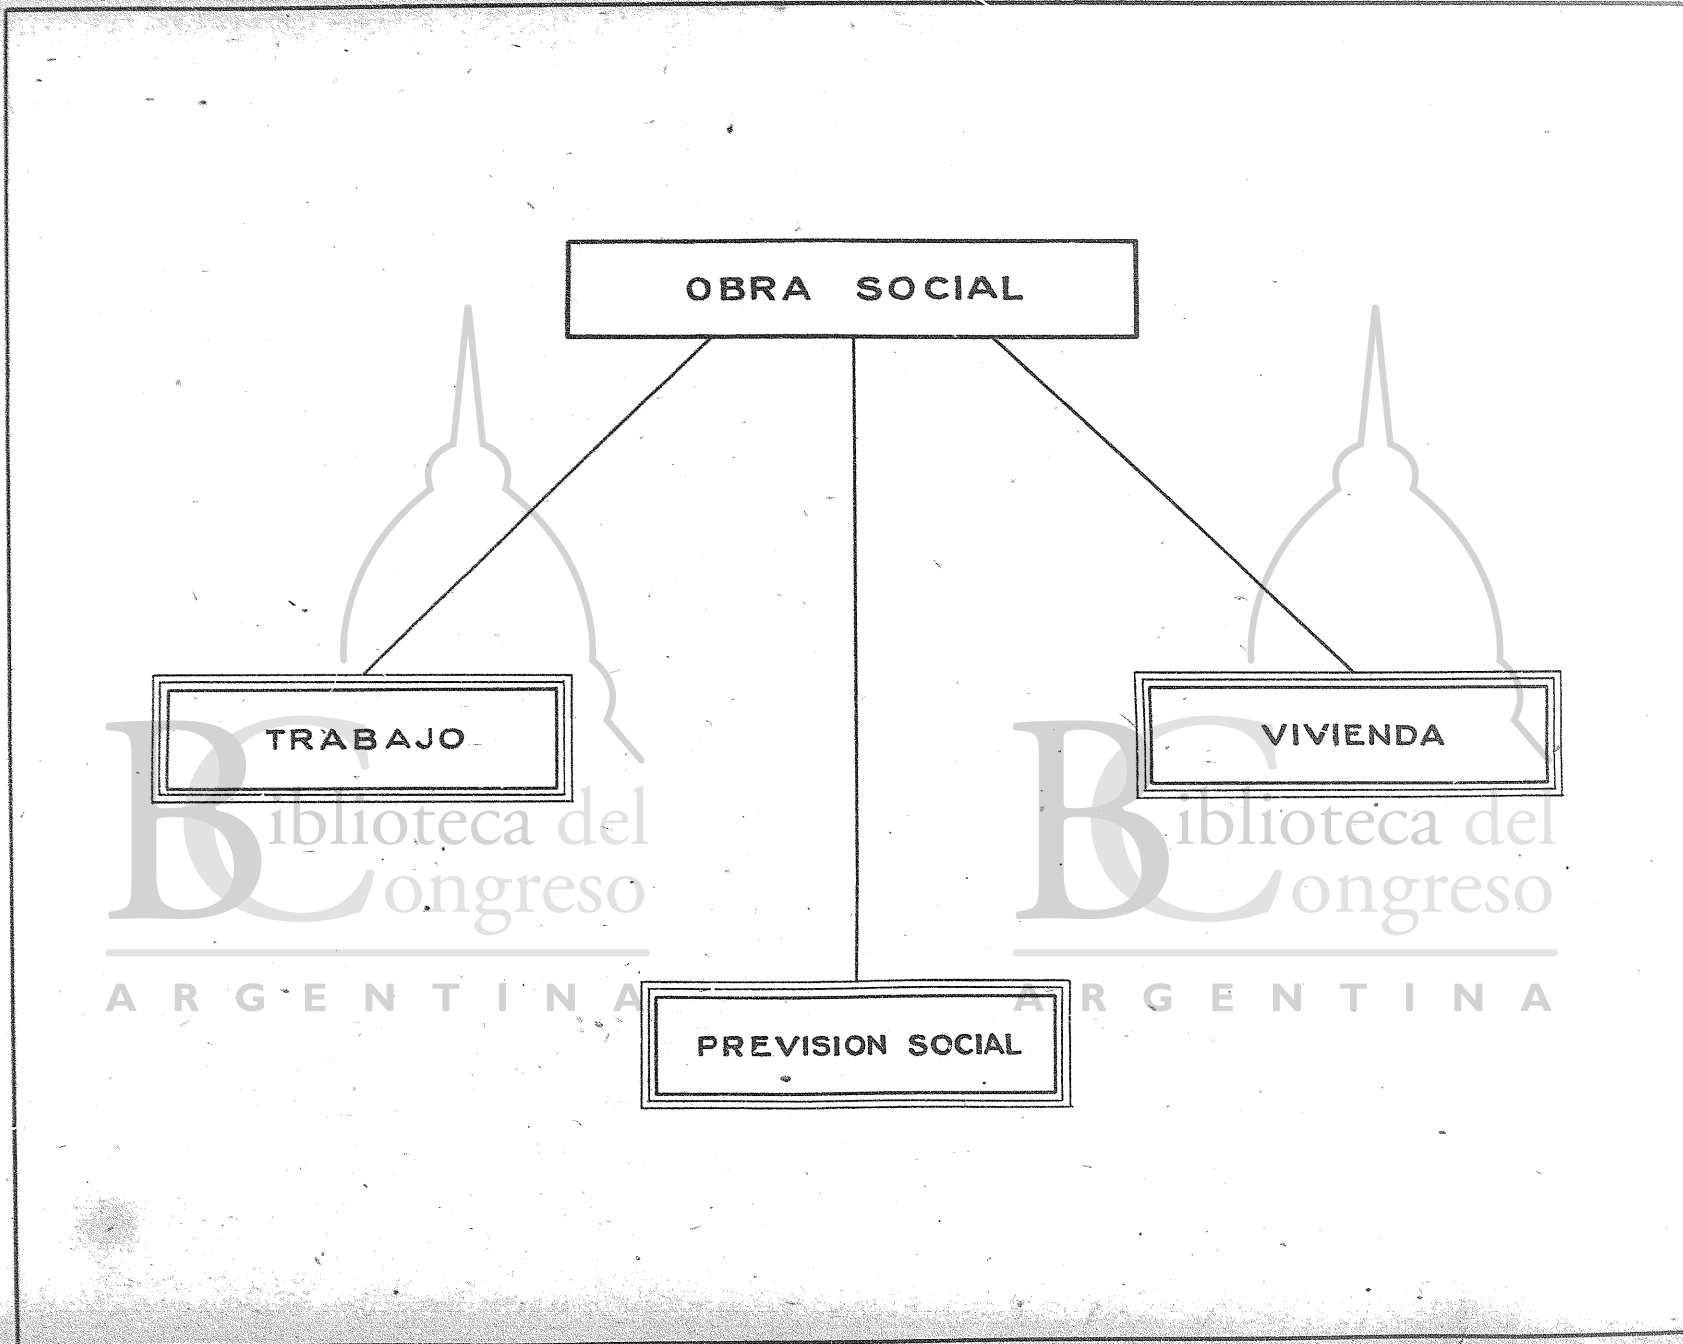 OBRA SOCIAL
TRABAJO
VIVIENDA
PREVISION SOCIAL
Biblioteca del
Congreso
ARGENTINA
Biblioteca del
Congreso
ARGENTINA